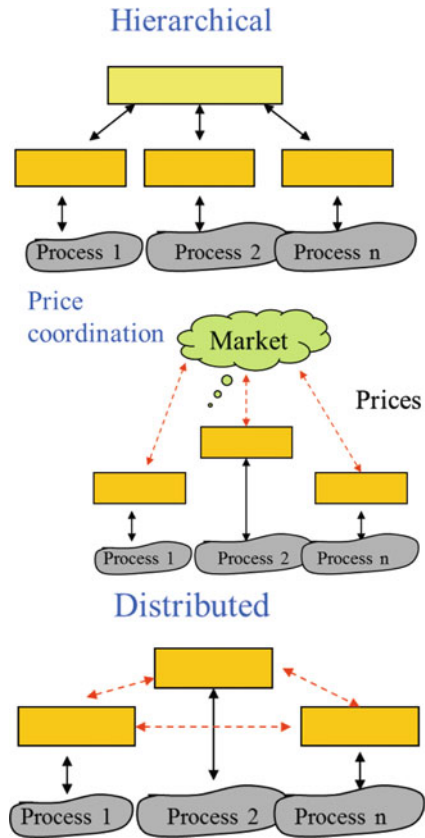 Hierarchical
Process 1
Process 2
Process n
Price
coordination
Market
Prices
Process 1
Process 2
Process n
Distributed
Process 1
Process 2
Process n